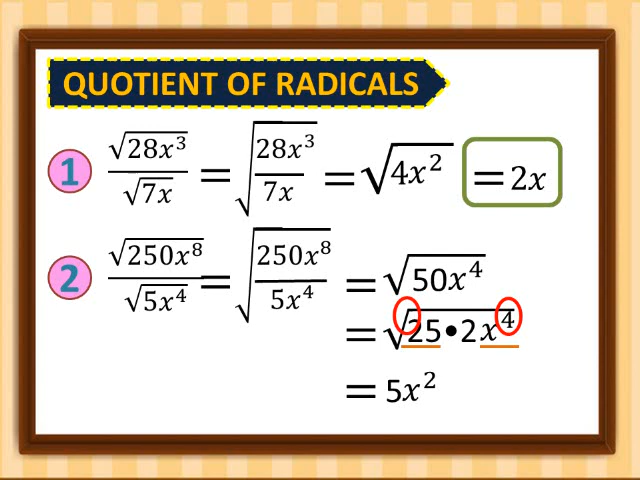 QUOTIENT OF RADICALS
1 √28x³/√7x = √(28x³/7x) = √4x² = 2x
2 √250x⁸/√5x⁴ = √(250x⁸/5x⁴) = √50x⁴
= √25•2x⁴
= 5x²